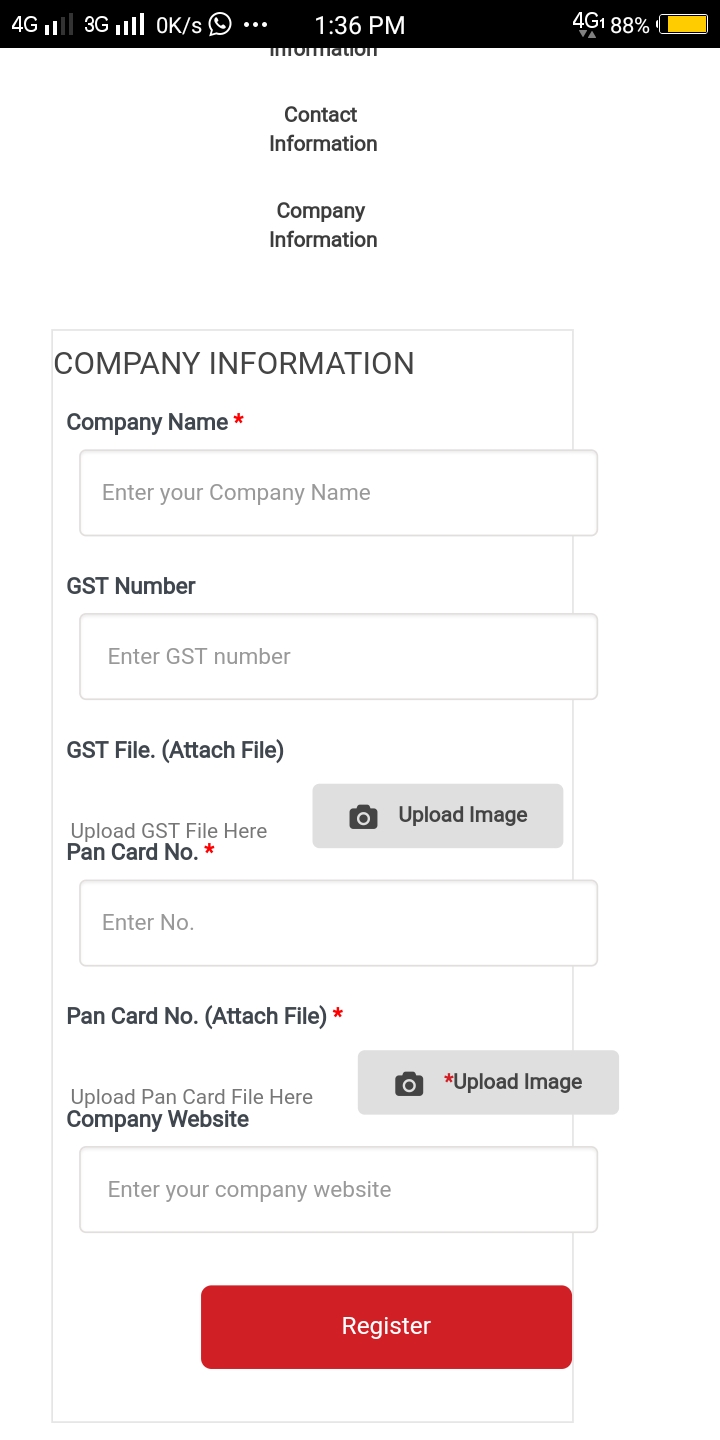 4G 3G 0K/s ••• 1:36 PM 4G1 88%
Information
Contact
Information
Company
Information
COMPANY INFORMATION
Company Name *
Enter your Company Name
GST Number
Enter GST number
GST File. (Attach File)
Upload GST File Here Upload Image
Pan Card No. *
Enter No.
Pan Card No. (Attach File) *
Upload Pan Card File Here *Upload Image
Company Website
Enter your company website
Register